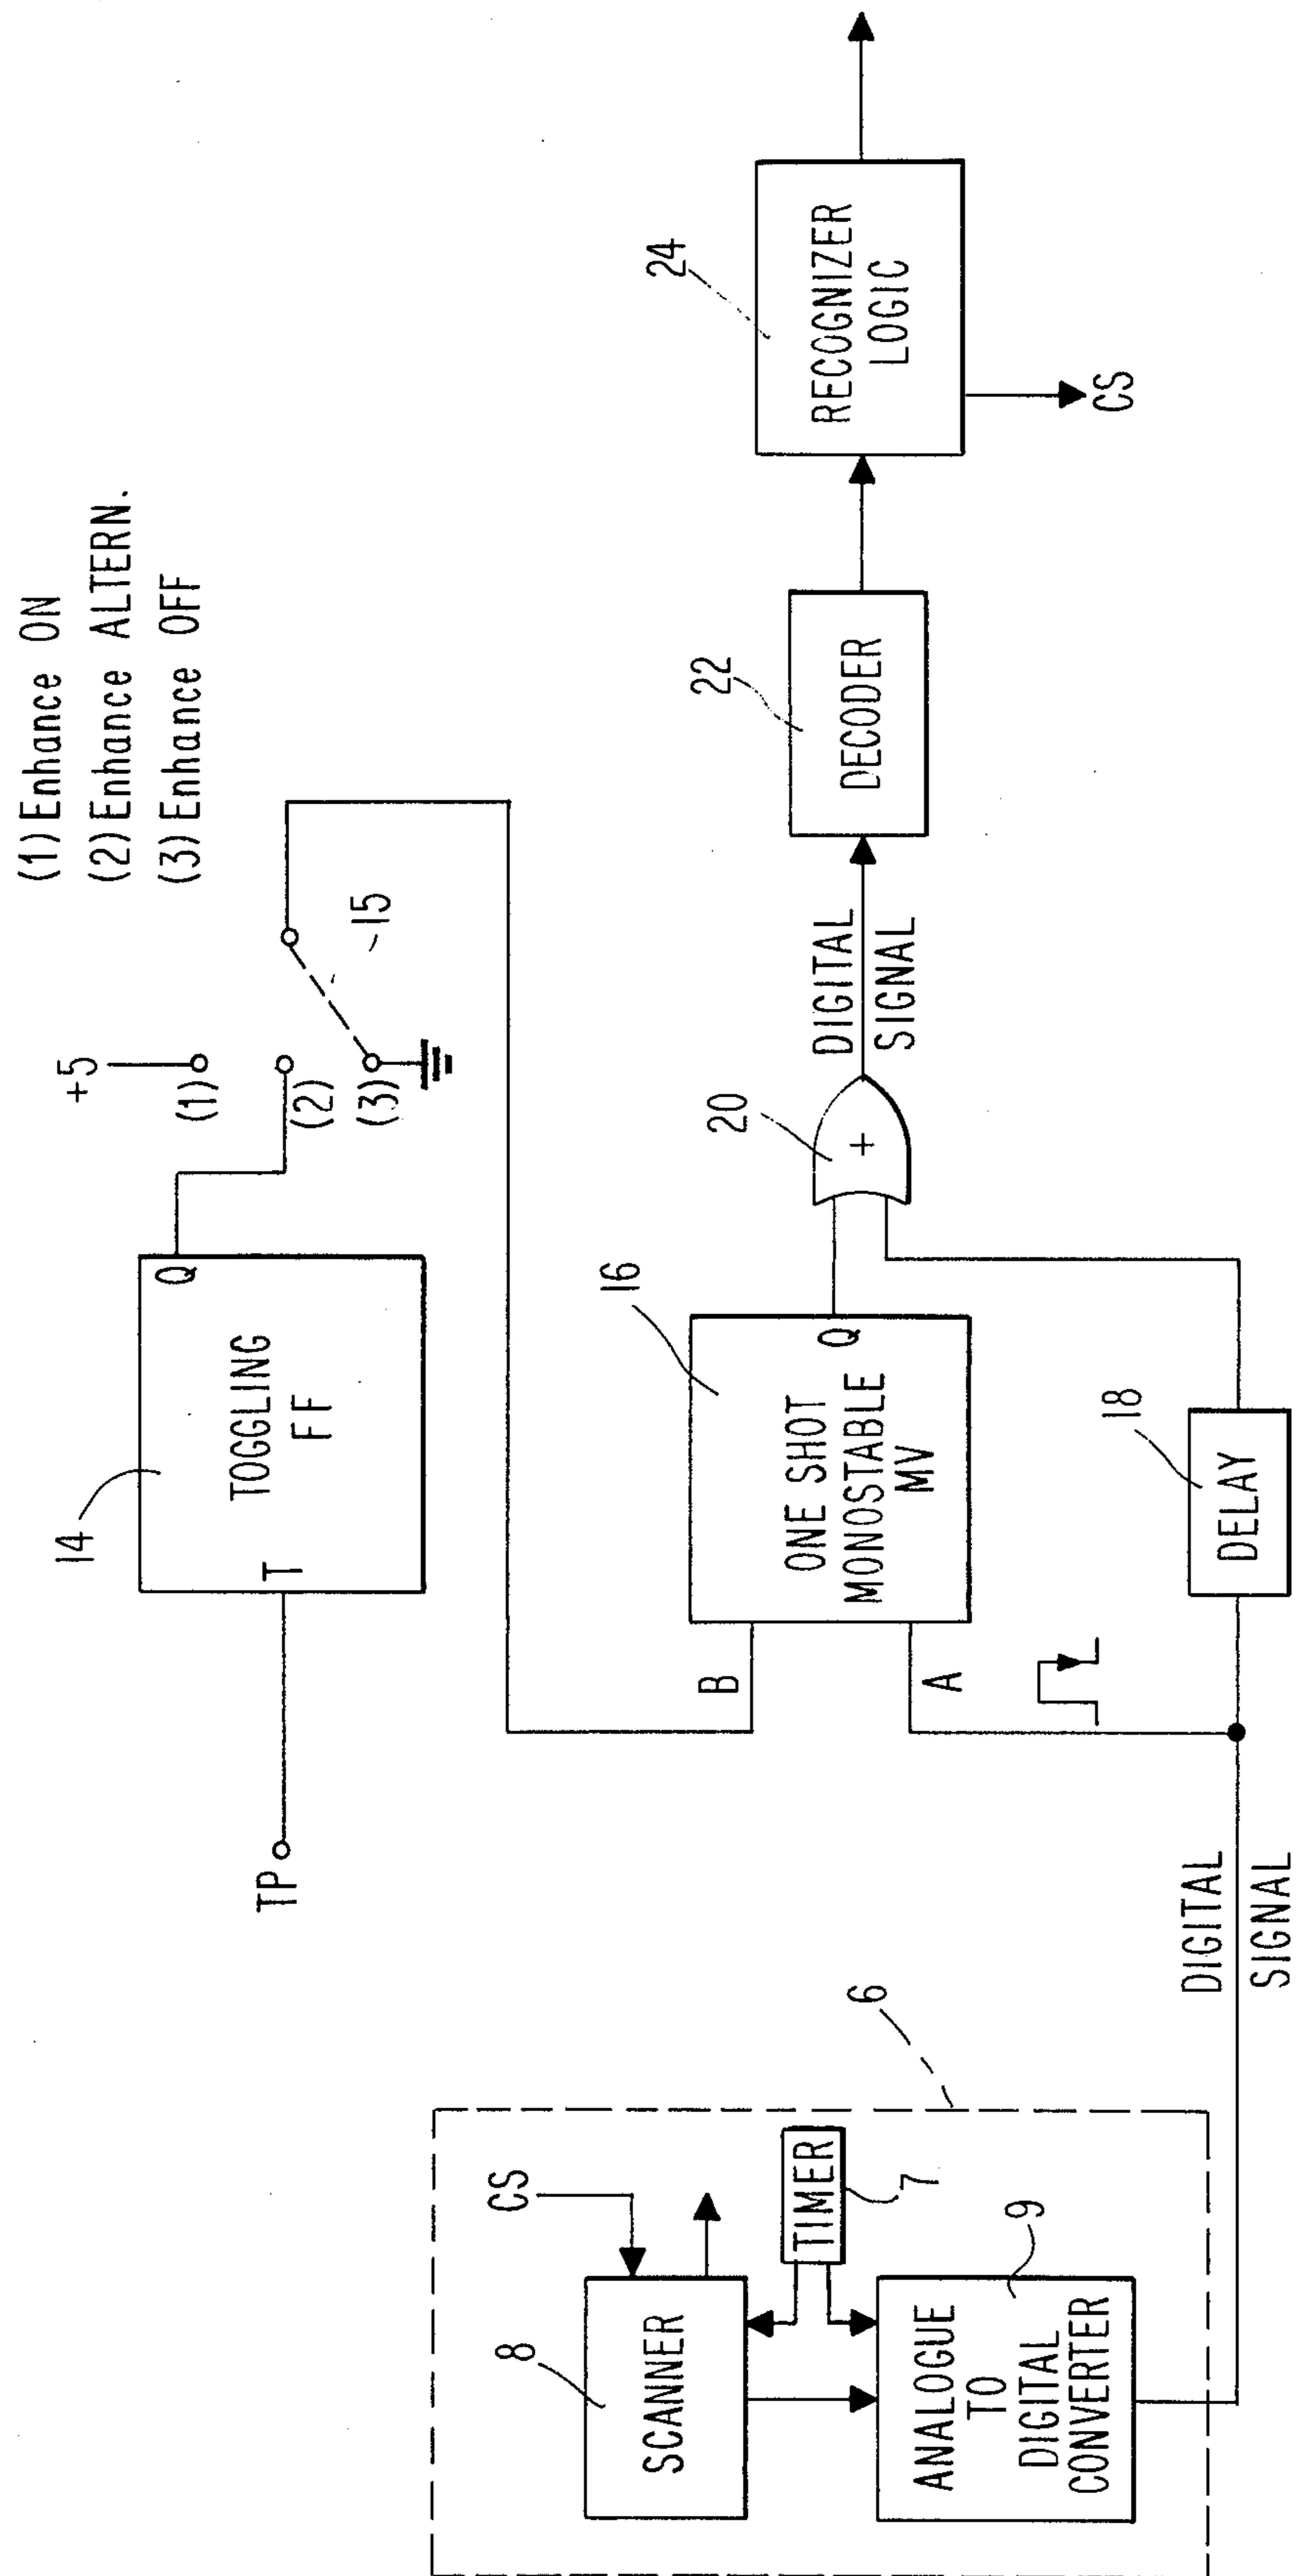 (1) Enhance ON
(2) Enhance ALTERN.
(3) Enhance OFF
14
TOGGLING
FF
T
Q
TP
+5
(1)
(2)
(3)
15
6
CS
8
SCANNER
TIMER
7
9
ANALOGUE
TO
DIGITAL
CONVERTER
DIGITAL
SIGNAL
B
A
16
ONE SHOT
MONOSTABLE
MV
Q
18
DELAY
20
+
DIGITAL
SIGNAL
22
DECODER
24
RECOGNIZER
LOGIC
CS